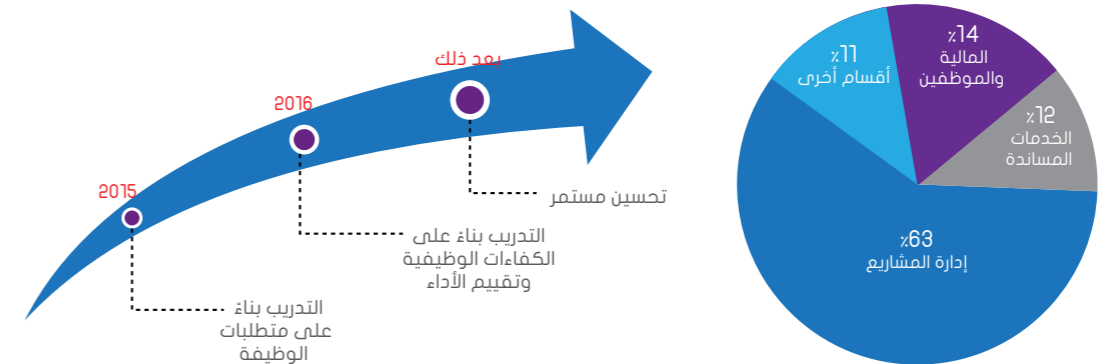 ٪14
المالية
والموظفين
٪11
أقسام أخرى
٪12
الخدمات
المساندة
٪63
إدارة المشاريع
بعد ذلك
2016
2015
تحسين مستمر
التدريب بناءً على
الكفاءات الوظيفية
وتقييم الأداء
التدريب بناءً
على متطلبات
الوظيفة